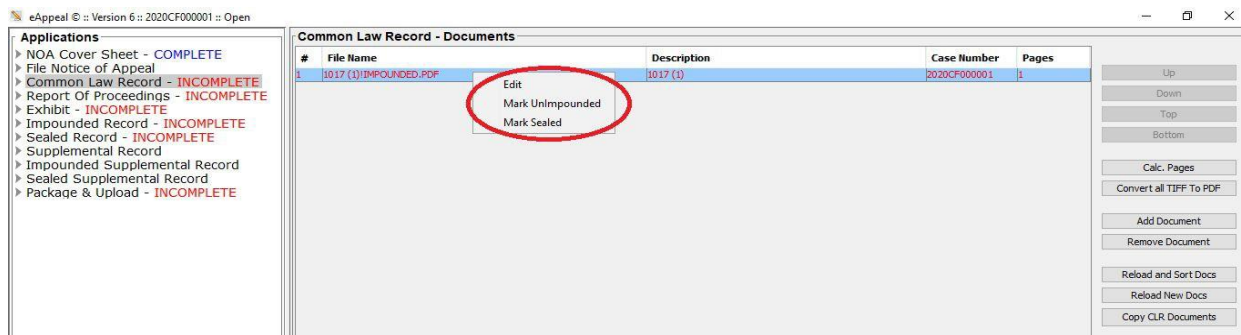 eAppeal © :: Version 6 :: 2020CF000001 :: Open
Applications
NOA Cover Sheet - COMPLETE
File Notice of Appeal
Common Law Record - INCOMPLETE
Report Of Proceedings - INCOMPLETE
Exhibit - INCOMPLETE
Impounded Record - INCOMPLETE
Sealed Record - INCOMPLETE
Supplemental Record
Impounded Supplemental Record
Sealed Supplemental Record
Package & Upload - INCOMPLETE
Common Law Record - Documents
# File Name Description Case Number Pages
1 1017 (1)!IMPOUNDED.PDF 1017 (1) 2020CF000001 1
Edit
Mark UnImpounded
Mark Sealed
Up
Down
Top
Bottom
Calc. Pages
Convert all TIFF To PDF
Add Document
Remove Document
Reload and Sort Docs
Reload New Docs
Copy CLR Documents